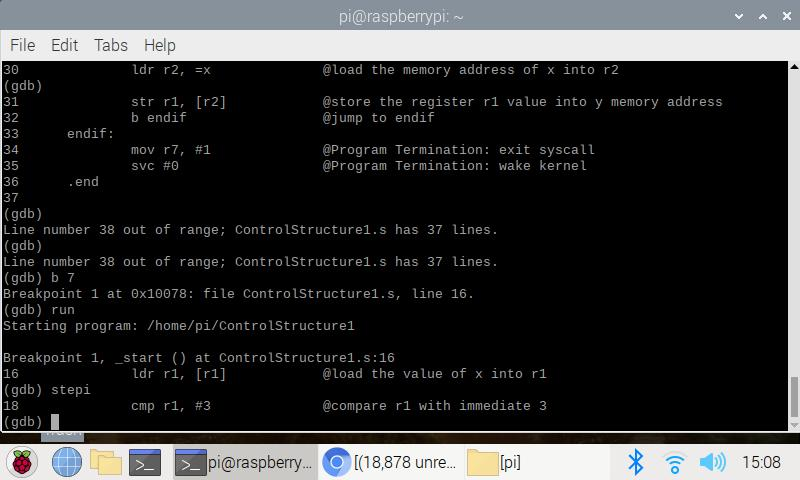 pi@raspberrypi: ~
File Edit Tabs Help
30 ldr r2, =x @load the memory address of x into r2
(gdb)
31 str r1, [r2] @store the register r1 value into y memory address
32 b endif @jump to endif
33 endif:
34 mov r7, #1 @Program Termination: exit syscall
35 svc #0 @Program Termination: wake kernel
36 .end
37
(gdb)
Line number 38 out of range; ControlStructure1.s has 37 lines.
(gdb)
Line number 38 out of range; ControlStructure1.s has 37 lines.
(gdb) b 7
Breakpoint 1 at 0x10078: file ControlStructure1.s, line 16.
(gdb) run
Starting program: /home/pi/ControlStructure1
Breakpoint 1, _start () at ControlStructure1.s:16
16 ldr r1, [r1] @load the value of x into r1
(gdb) stepi
18 cmp r1, #3 @compare r1 with immediate 3
(gdb)
>_ >_ pi@raspberry... [(18,878 unre... [pi] 15:08